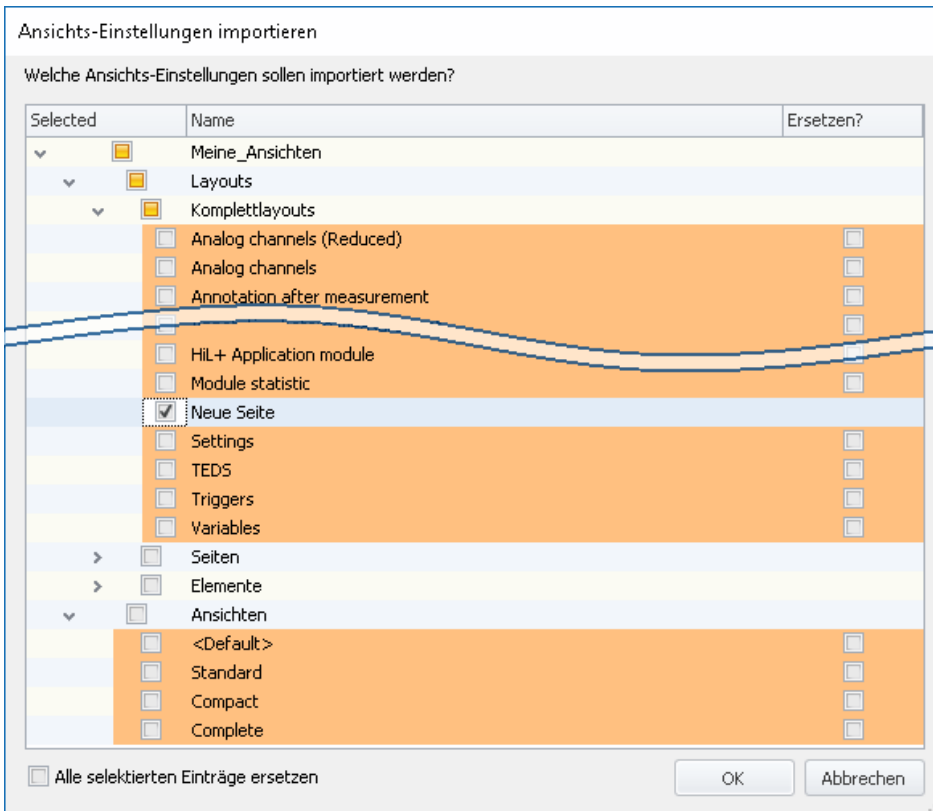 Ansichts-Einstellungen importieren
Welche Ansichts-Einstellungen sollen importiert werden?
Selected Name Ersetzen?
Meine_Ansichten
Layouts
Komplettlayouts
Analog channels (Reduced)
Analog channels
Annotation after measurement
HiL+ Application module
Module statistic
Neue Seite
Settings
TEDS
Triggers
Variables
Seiten
Elemente
Ansichten
<Default>
Standard
Compact
Complete
Alle selektierten Einträge ersetzen OK Abbrechen